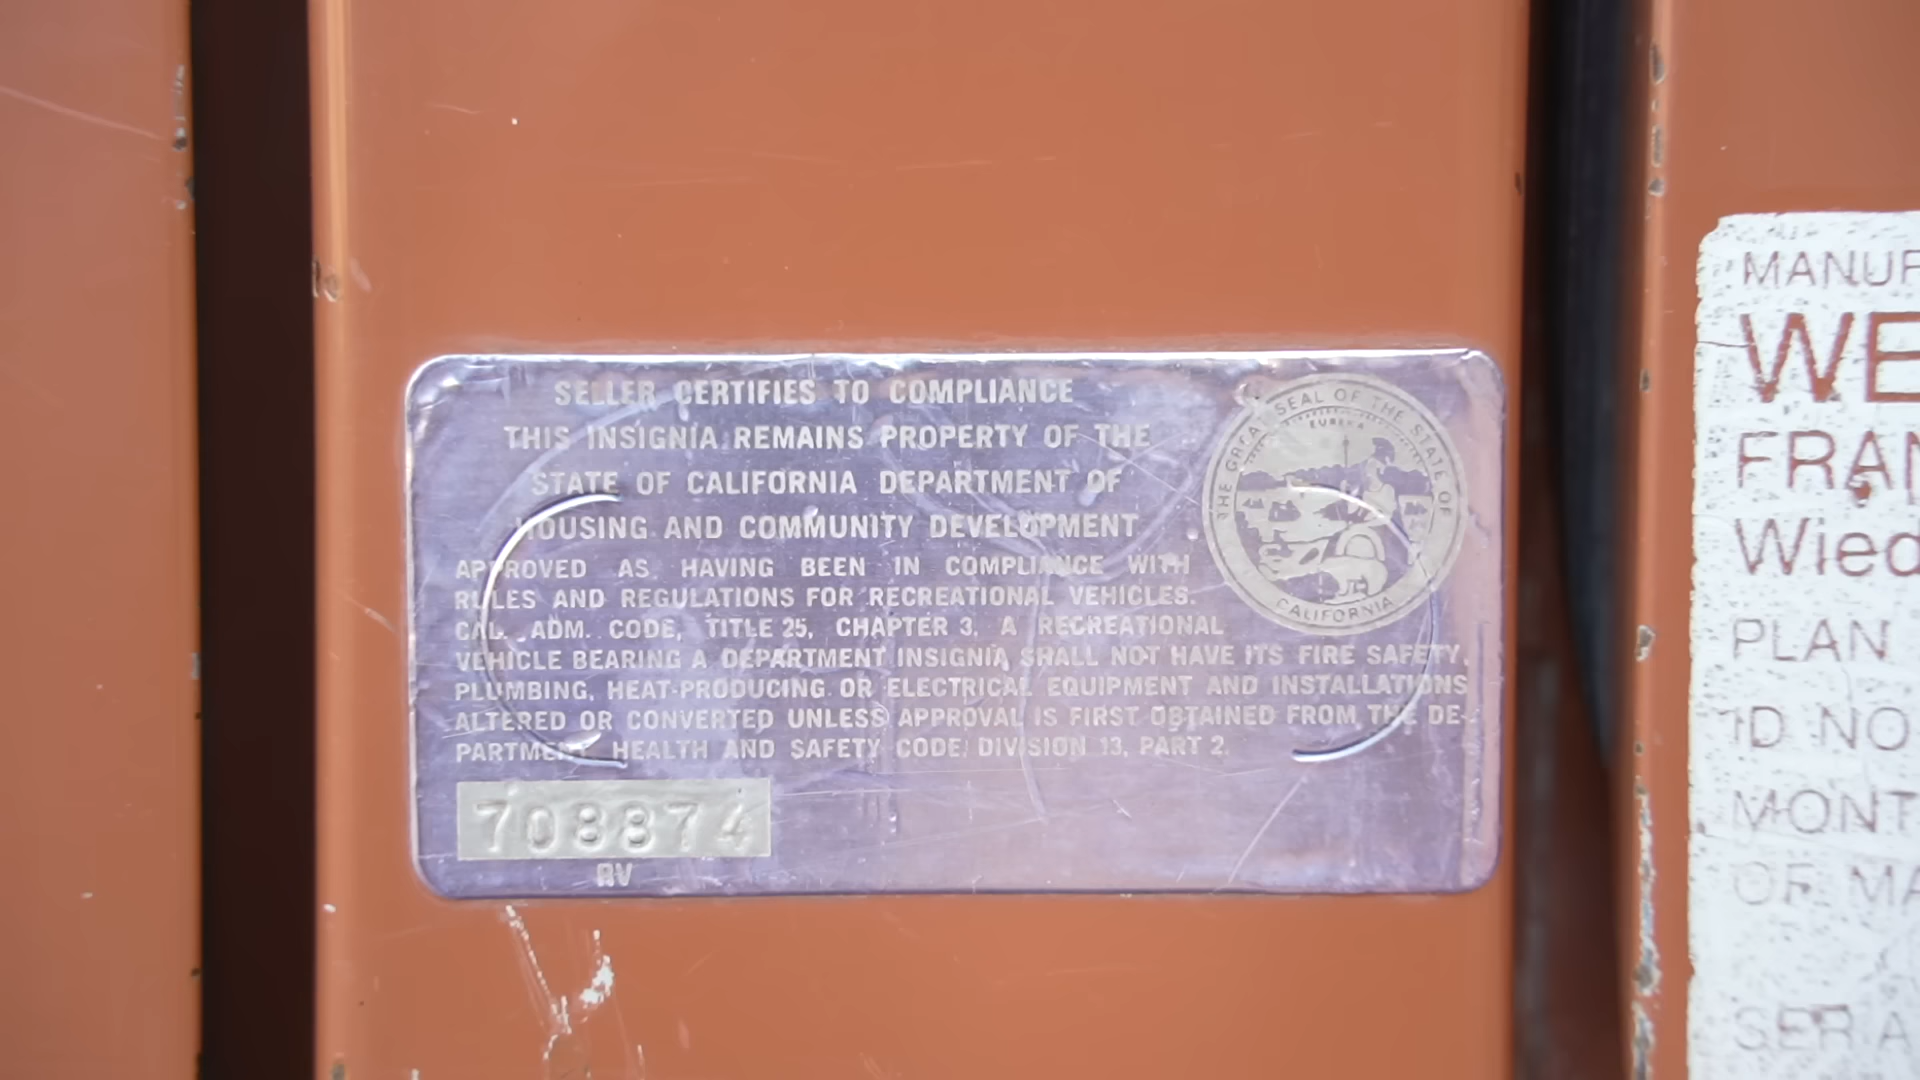 SELLER CERTIFIES TO COMPLIANCE
THIS INSIGNIA REMAINS PROPERTY OF THE
STATE OF CALIFORNIA DEPARTMENT OF
HOUSING AND COMMUNITY DEVELOPMENT
APPROVED AS HAVING BEEN IN COMPLIANCE WITH
RULES AND REGULATIONS FOR RECREATIONAL VEHICLES.
CAL. ADM. CODE, TITLE 25, CHAPTER 3, A RECREATIONAL
VEHICLE BEARING A DEPARTMENT INSIGNIA SHALL NOT HAVE ITS FIRE SAFETY,
PLUMBING, HEAT-PRODUCING OR ELECTRICAL EQUIPMENT AND INSTALLATIONS
ALTERED OR CONVERTED UNLESS APPROVAL IS FIRST OBTAINED FROM THE DE-
PARTMENT HEALTH AND SAFETY CODE, DIVISION 13, PART 2.
708874
RV
THE GREAT SEAL OF THE STATE OF
EUREKA
CALIFORNIA
MANUF
WE
FRAN
Wied
PLAN
ID NO
MONT
OF MA
SERIA